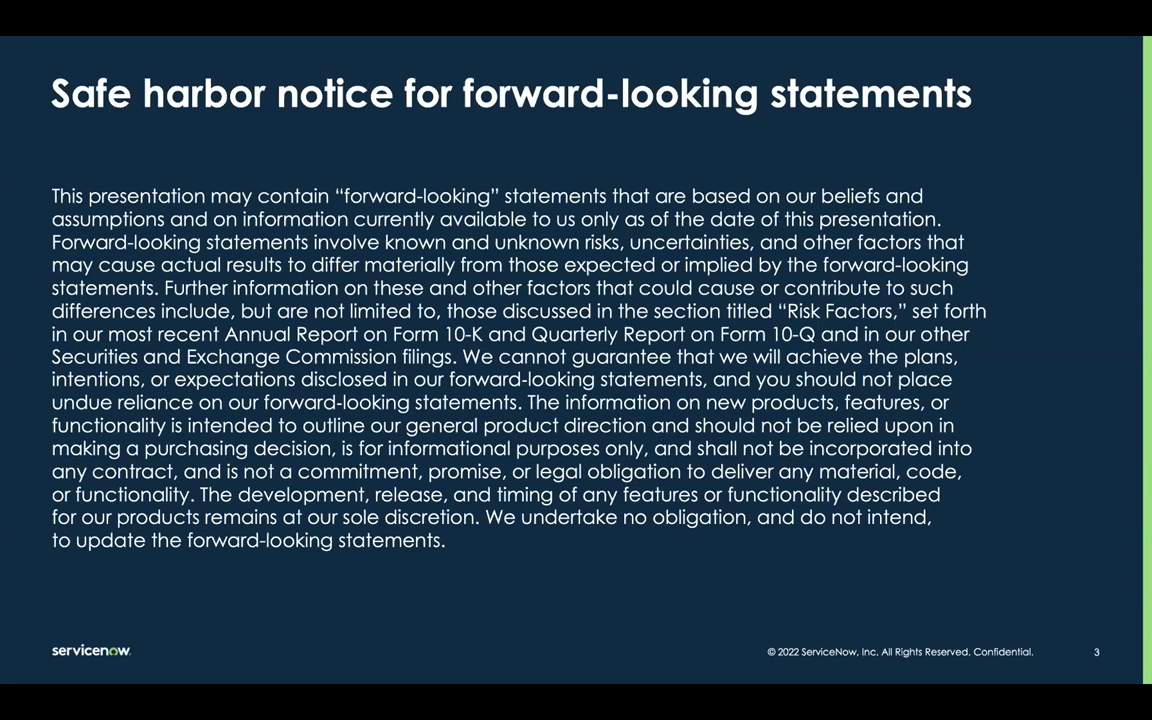 Safe harbor notice for forward-looking statements
This presentation may contain “forward-looking” statements that are based on our beliefs and
assumptions and on information currently available to us only as of the date of this presentation.
Forward-looking statements involve known and unknown risks, uncertainties, and other factors that
may cause actual results to differ materially from those expected or implied by the forward-looking
statements. Further information on these and other factors that could cause or contribute to such
differences include, but are not limited to, those discussed in the section titled “Risk Factors,” set forth
in our most recent Annual Report on Form 10-K and Quarterly Report on Form 10-Q and in our other
Securities and Exchange Commission filings. We cannot guarantee that we will achieve the plans,
intentions, or expectations disclosed in our forward-looking statements, and you should not place
undue reliance on our forward-looking statements. The information on new products, features, or
functionality is intended to outline our general product direction and should not be relied upon in
making a purchasing decision, is for informational purposes only, and shall not be incorporated into
any contract, and is not a commitment, promise, or legal obligation to deliver any material, code,
or functionality. The development, release, and timing of any features or functionality described
for our products remains at our sole discretion. We undertake no obligation, and do not intend,
to update the forward-looking statements.
servicenow
© 2022 ServiceNow, Inc. All Rights Reserved. Confidential.
3